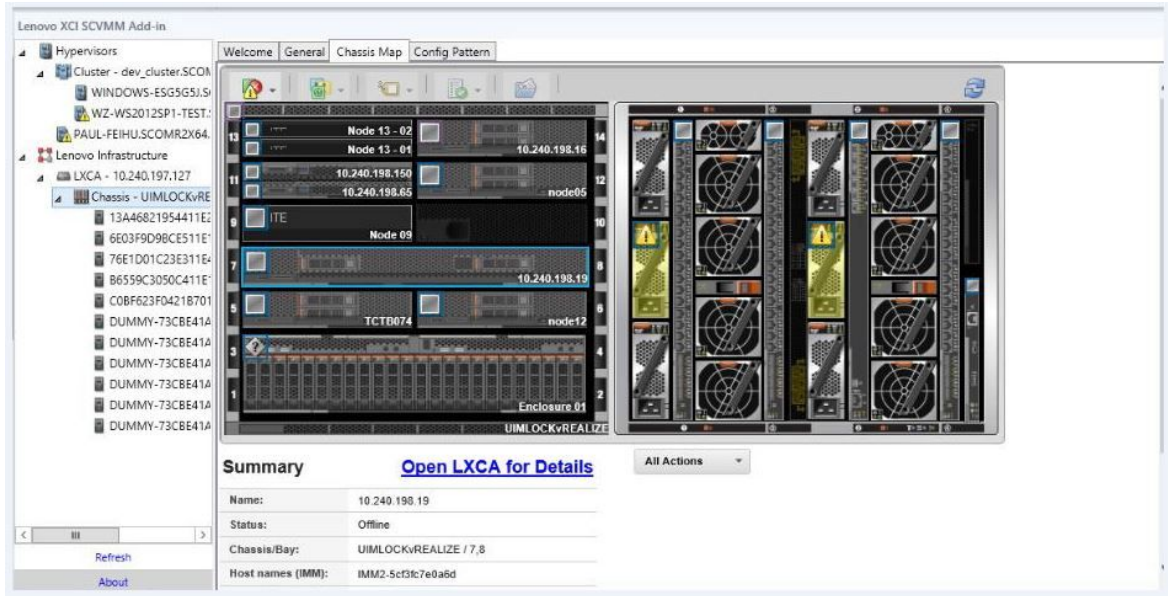 Lenovo XCI SCVMM Add-in
Hypervisors
Cluster - dev_cluster.SCOM
WINDOWS-ESG5G5J.S
WZ-WS2012SP1-TEST.
PAUL-FEIHU.SCOMR2X64.
Lenovo Infrastructure
LXCA - 10.240.197.127
Chassis - UIMLOCKvRE
13A46821954411E2
6E03F9D98CE511E1
76E1D01C23E311E4
B6559C3050C411E1
C0BF623F0421B701
DUMMY-73CBE41A
DUMMY-73CBE41A
DUMMY-73CBE41A
DUMMY-73CBE41A
DUMMY-73CBE41A
DUMMY-73CBE41A
Refresh
About
Welcome General Chassis Map Config Pattern
13 Node 13 - 02 14
Node 13 - 01 10.240.198.16
11 10.240.198.150 12
10.240.198.65 node05
9 ITE 10
Node 09
7 8
10.240.198.19
5 6
TCTB074 node12
3 4
1 2
Enclosure 01
UIMLOCKvREALIZE
Summary Open LXCA for Details
All Actions
Name: 10.240.198.19
Status: Offline
Chassis/Bay: UIMLOCKvREALIZE / 7,8
Host names (IMM): IMM2-5cf3fc7e0a6d